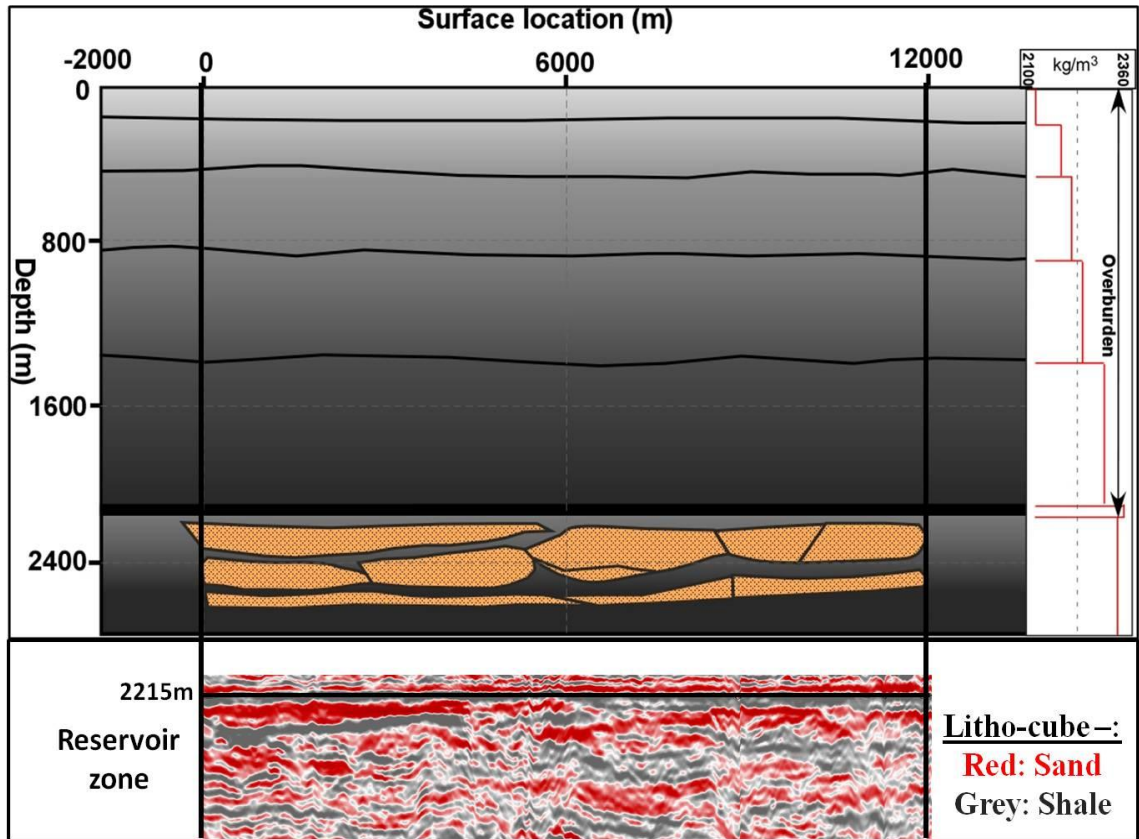 Surface location (m)
-2000
0
6000
12000
2100
kg/m³
2360
0
800
1600
2400
Depth (m)
Overburden
2215m
Reservoir
zone
Litho-cube–:
Red: Sand
Grey: Shale